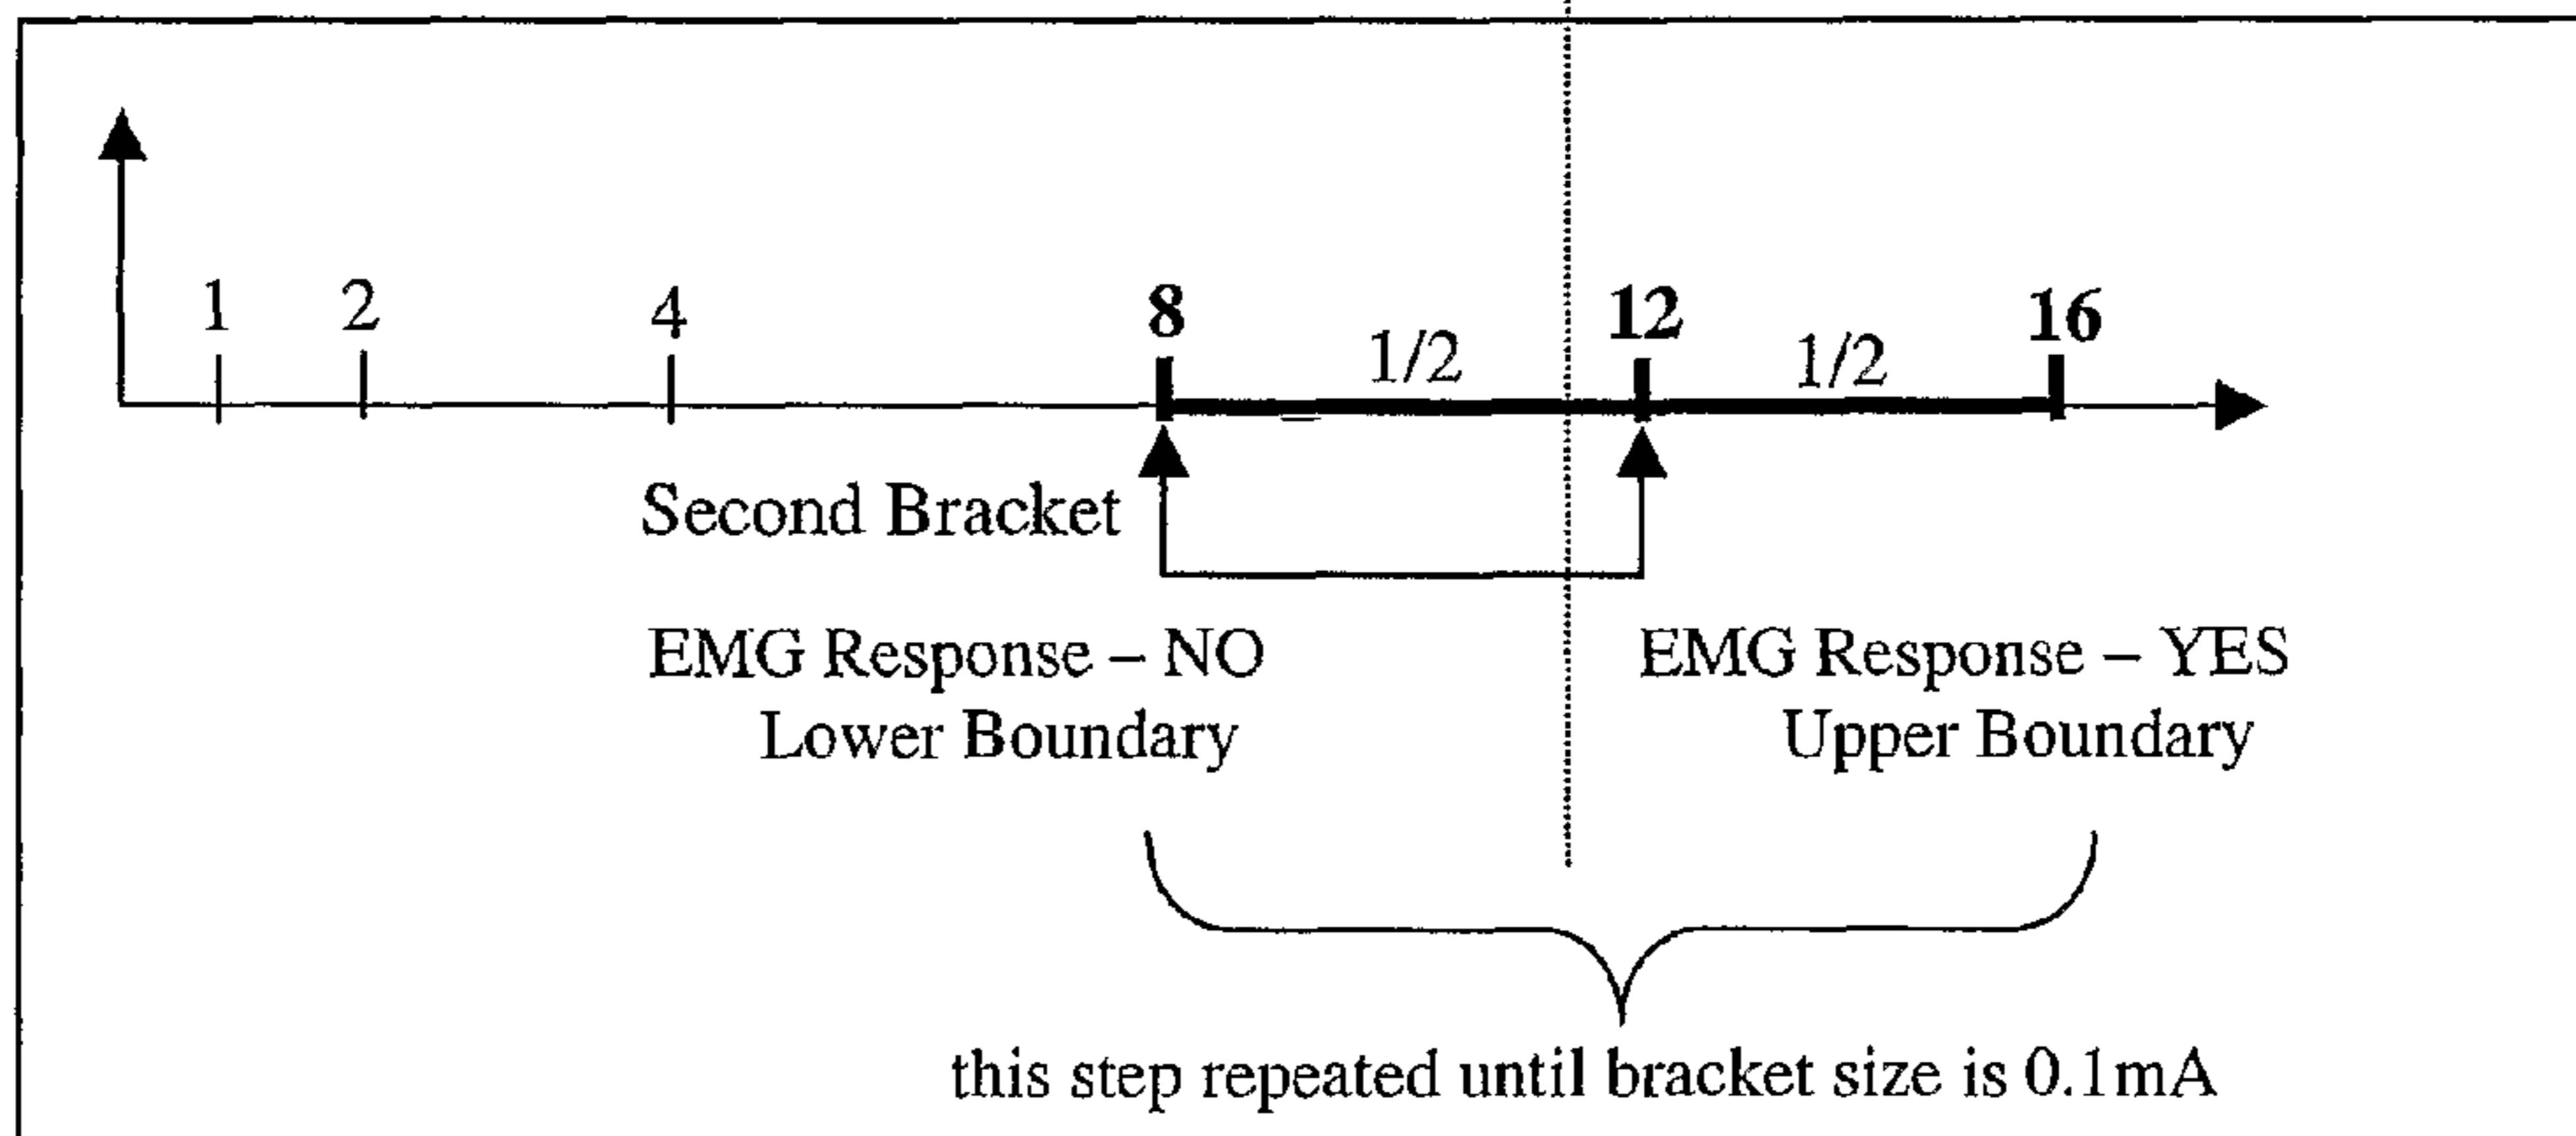 1 2 4 8 12 16
1/2 1/2
Second Bracket
EMG Response – NO EMG Response – YES
Lower Boundary Upper Boundary
this step repeated until bracket size is 0.1mA